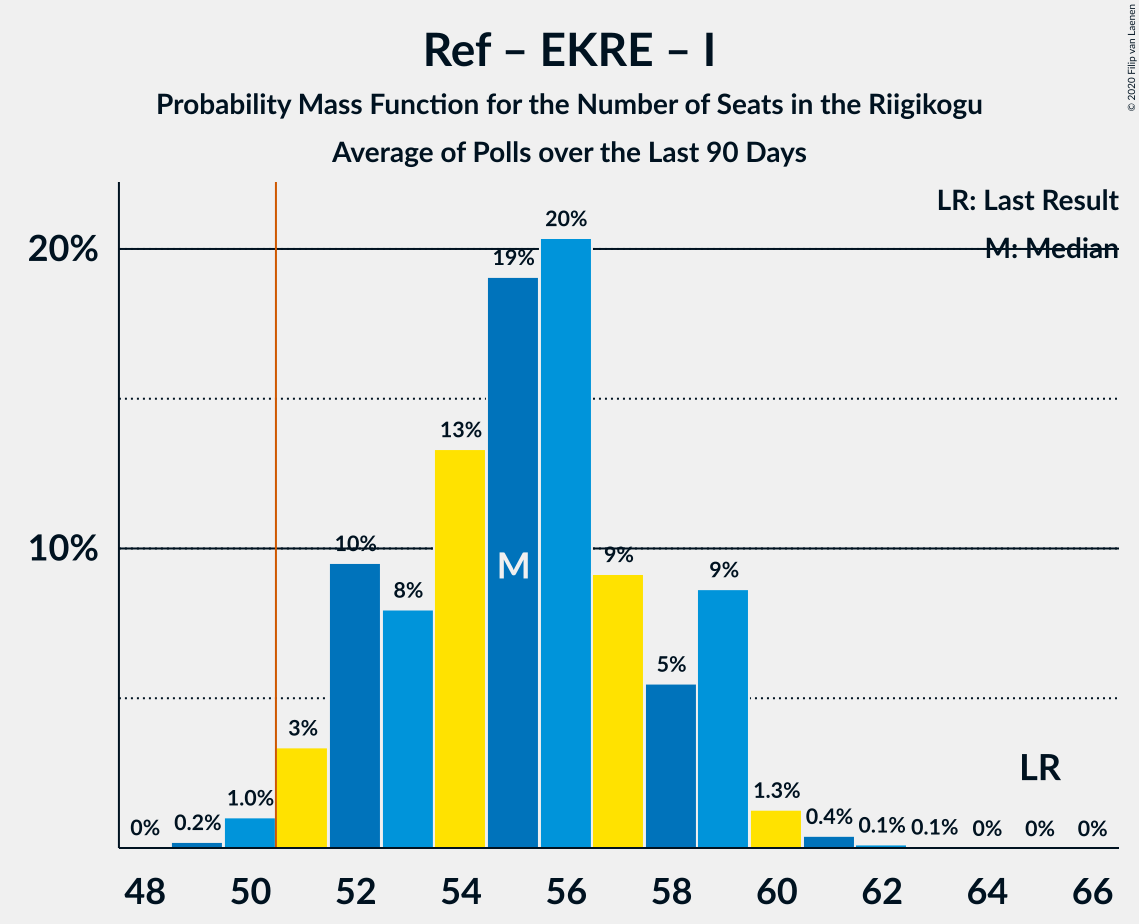 Ref – EKRE – I
Probability Mass Function for the Number of Seats in the Riigikogu
Average of Polls over the Last 90 Days
© 2020 Filip van Laenen
LR: Last Result
M: Median
20%
10%
0%
0.2%
1.0%
3%
10%
8%
13%
19%
20%
9%
5%
9%
1.3%
0.4%
0.1%
0.1%
0%
0%
0%
M
LR
48 50 52 54 56 58 60 62 64 66